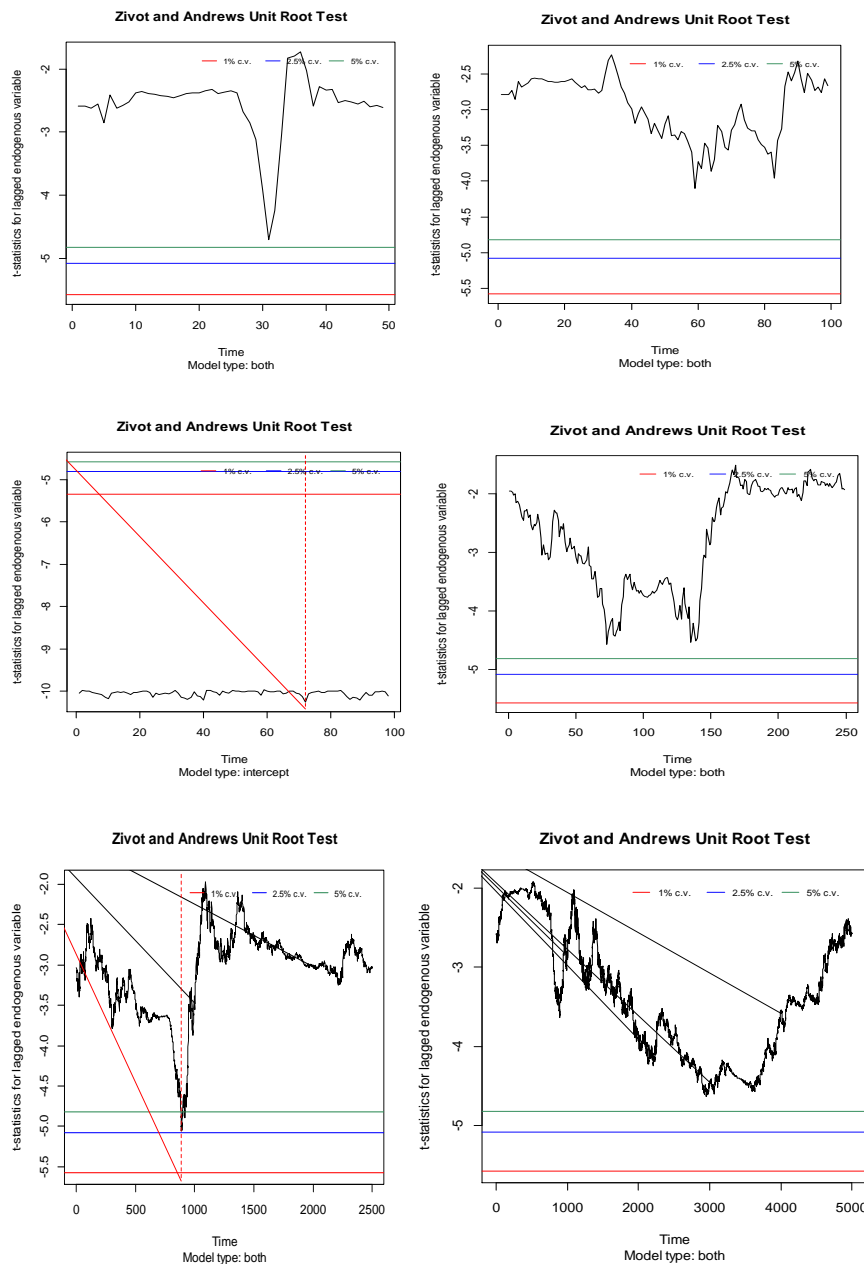 Zivot and Andrews Unit Root Test
1% c.v. 2.5% c.v. 5% c.v.
t-statistics for lagged endogenous variable
-2
-3
-4
-5
0 10 20 30 40 50
Time
Model type: both
Zivot and Andrews Unit Root Test
1% c.v. 2.5% c.v. 5% c.v.
t-statistics for lagged endogenous variable
-2.5
-3.0
-3.5
-4.0
-4.5
-5.0
-5.5
0 20 40 60 80 100
Time
Model type: both
Zivot and Andrews Unit Root Test
1% c.v. 2.5% c.v. 5% c.v.
t-statistics for lagged endogenous variable
-5
-6
-7
-8
-9
-10
0 20 40 60 80 100
Time
Model type: intercept
Zivot and Andrews Unit Root Test
1% c.v. 2.5% c.v. 5% c.v.
t-statistics for lagged endogenous variable
-2
-3
-4
-5
0 50 100 150 200 250
Time
Model type: both
Zivot and Andrews Unit Root Test
1% c.v. 2.5% c.v. 5% c.v.
t-statistics for lagged endogenous variable
-2.0
-2.5
-3.0
-3.5
-4.0
-4.5
-5.0
-5.5
0 500 1000 1500 2000 2500
Time
Model type: both
Zivot and Andrews Unit Root Test
1% c.v. 2.5% c.v. 5% c.v.
t-statistics for lagged endogenous variable
-2
-3
-4
-5
0 1000 2000 3000 4000 5000
Time
Model type: both